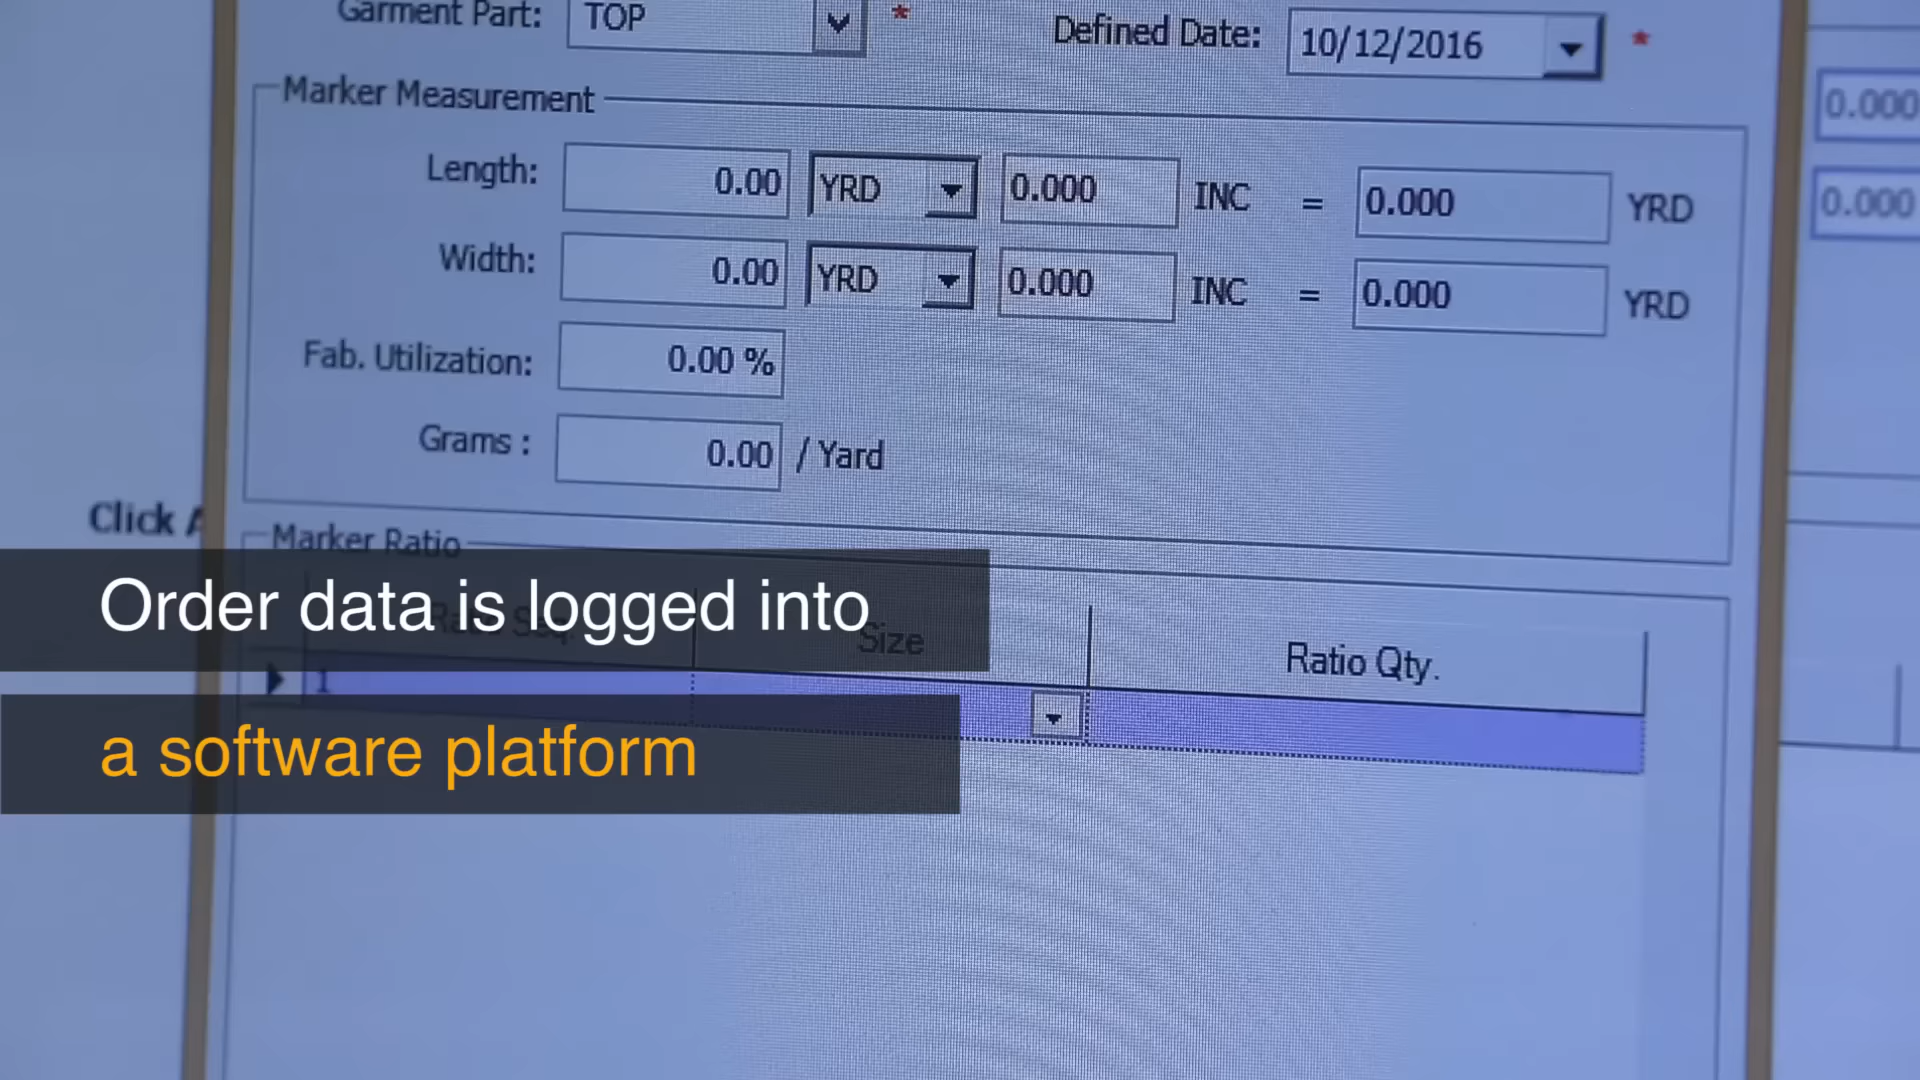 Garment Part: TOP * Defined Date: 10/12/2016 *
Marker Measurement
0.000
Length: 0.00 YRD 0.000 INC = 0.000 YRD
0.000
Width: 0.00 YRD 0.000 INC = 0.000 YRD
Fab. Utilization: 0.00 %
Grams : 0.00 / Yard
Click
Marker Ratio
Order data is logged into
Size Ratio Qty.
1
a software platform